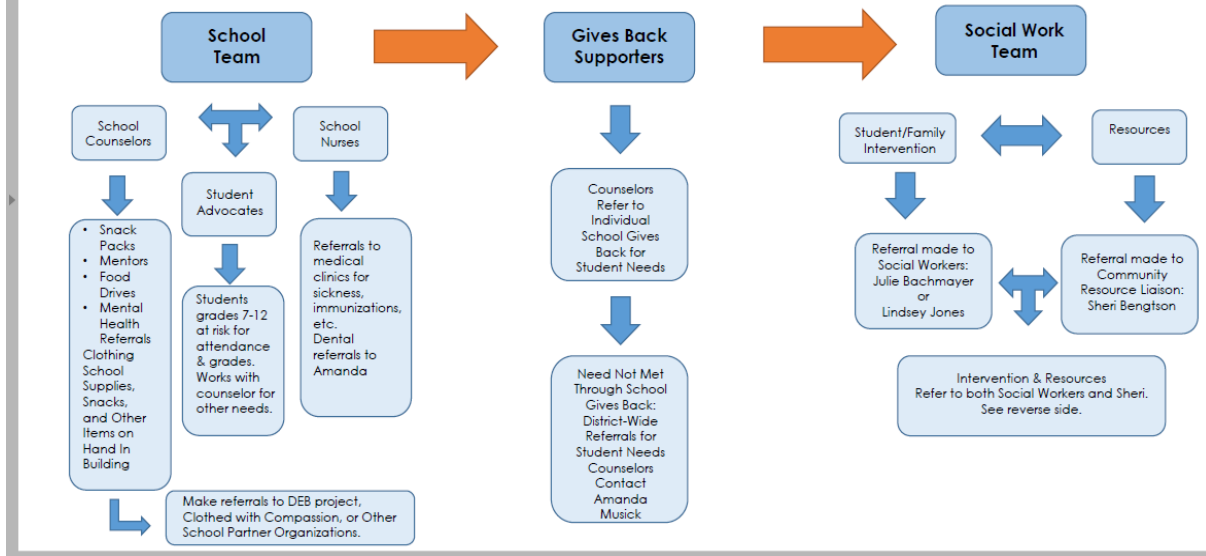 School
Team
Gives Back
Supporters
Social Work
Team
School
Counselors
School
Nurses
Student
Advocates
• Snack
Packs
• Mentors
• Food
Drives
• Mental
Health
Referrals
Clothing
School
Supplies,
Snacks,
and Other
Items on
Hand In
Building
Students
grades 7-12
at risk for
attendance
& grades.
Works with
counselor for
other needs.
Referrals to
medical
clinics for
sickness,
immunizations,
etc.
Dental
referrals to
Amanda
Make referrals to DEB project,
Clothed with Compassion, or Other
School Partner Organizations.
Counselors
Refer to
Individual
School Gives
Back for
Student Needs
Need Not Met
Through School
Gives Back:
District-Wide
Referrals for
Student Needs
Counselors
Contact
Amanda
Musick
Student/Family
Intervention
Resources
Referral made to
Social Workers:
Julie Bachmayer
or
Lindsey Jones
Referral made to
Community
Resource Liaison:
Sheri Bengtson
Intervention & Resources
Refer to both Social Workers and Sheri.
See reverse side.